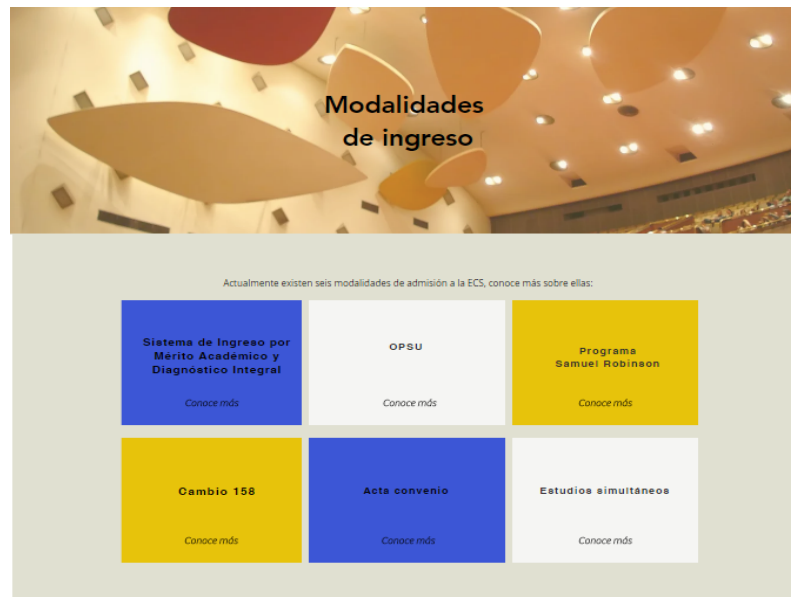 Modalidades
de ingreso
Actualmente existen seis modalidades de admisión a la ECS, conoce más sobre ellas:
Sistema de Ingreso por
Mérito Académico y
Diagnóstico Integral
Conoce más
OPSU
Conoce más
Programa
Samuel Robinson
Conoce más
Cambio 158
Conoce más
Acta convenio
Conoce más
Estudios simultáneos
Conoce más